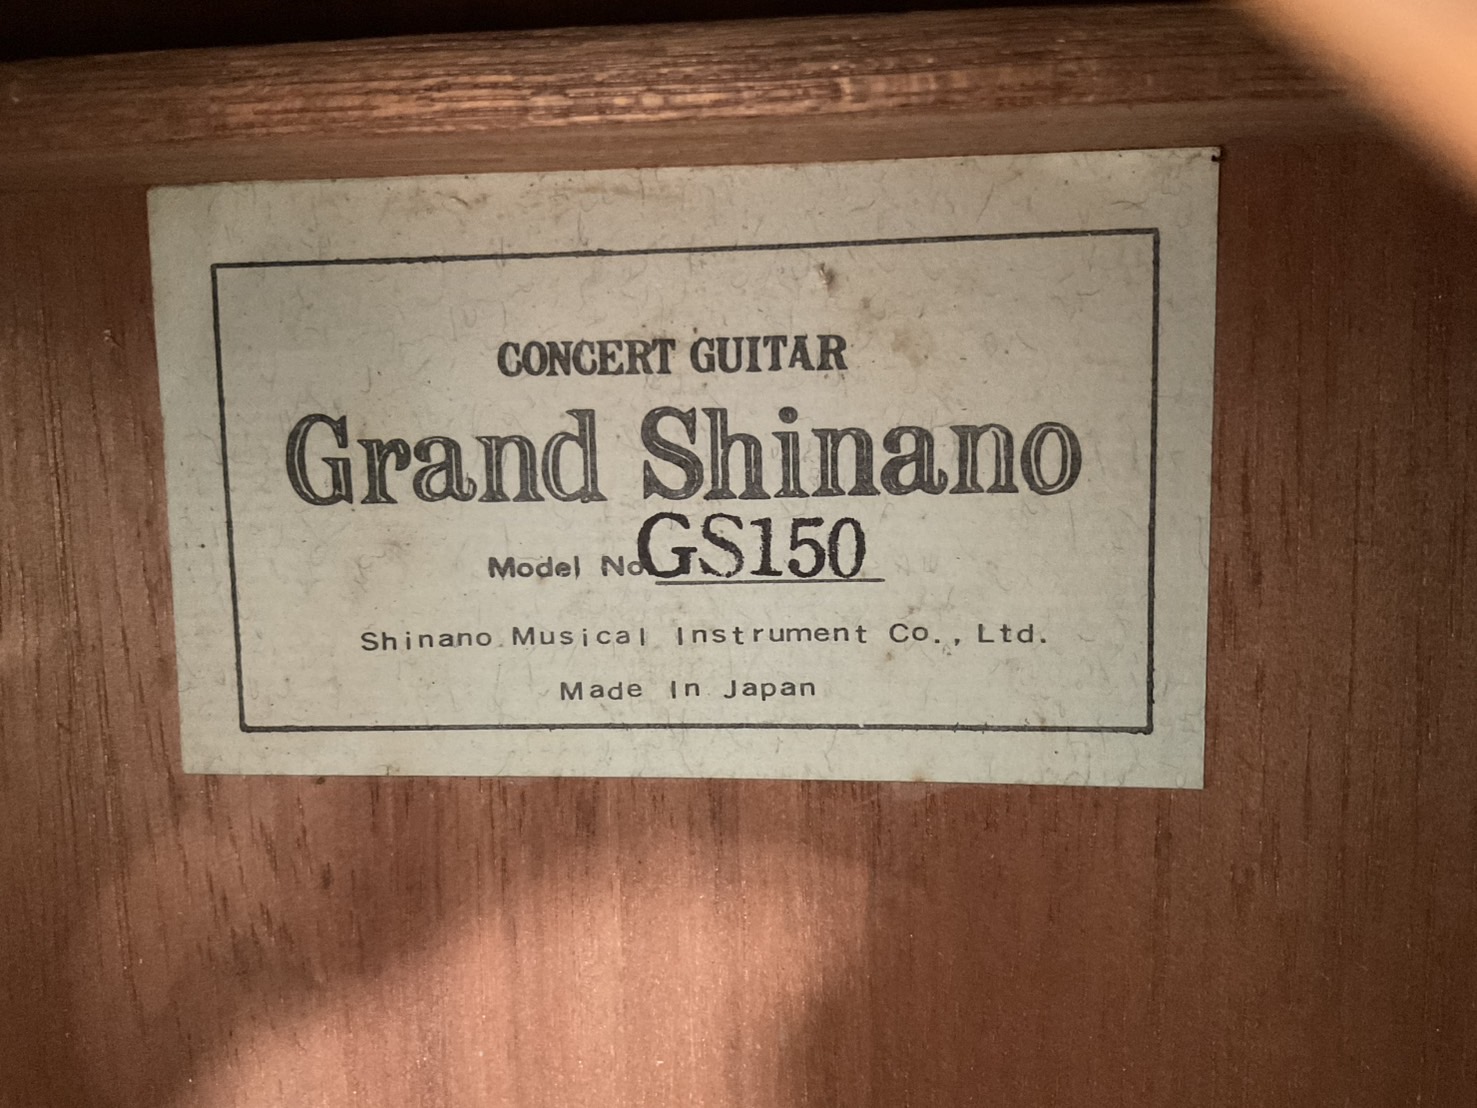 CONCERT GUITAR
Grand Shinano
Model No. GS150
Shinano Musical Instrument Co., Ltd.
Made In Japan